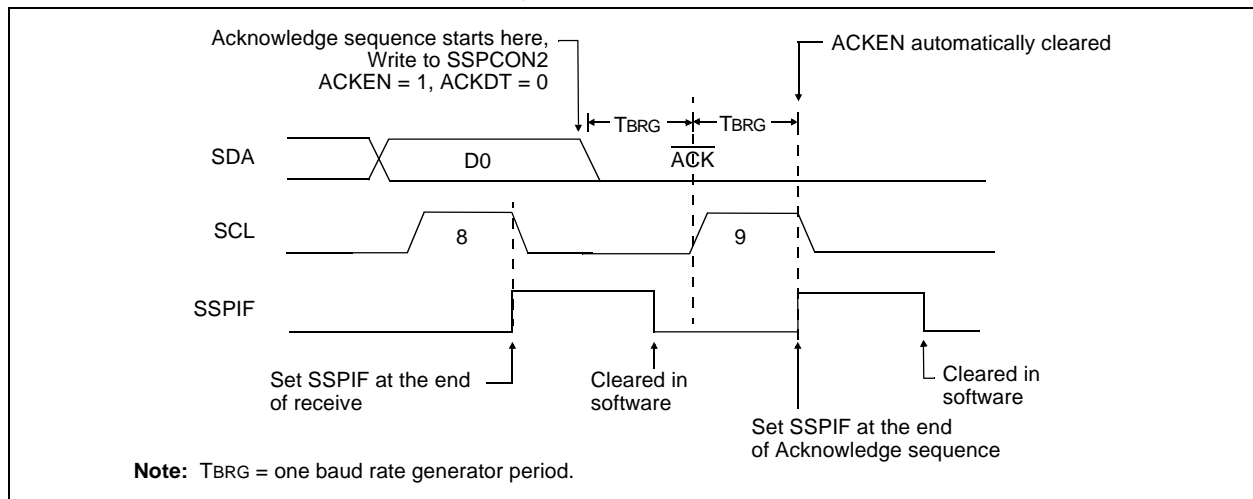 Acknowledge sequence starts here,
Write to SSPCON2
ACKEN = 1, ACKDT = 0
ACKEN automatically cleared
TBRG
TBRG
SDA
D0
ACK
SCL
8
9
SSPIF
Set SSPIF at the end
of receive
Cleared in
software
Set SSPIF at the end
of Acknowledge sequence
Cleared in
software
Note: TBRG = one baud rate generator period.